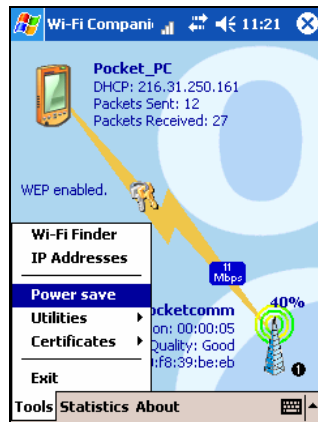 Wi-Fi Compani 11:21
Pocket_PC
DHCP: 216.31.250.161
Packets Sent: 12
Packets Received: 27
WEP enabled.
11
Mbps
40%
ocketcomm
on: 00:00:05
Quality: Good
:f8:39:be:eb
1
Wi-Fi Finder
IP Addresses
Power save
Utilities
Certificates
Exit
Tools Statistics About